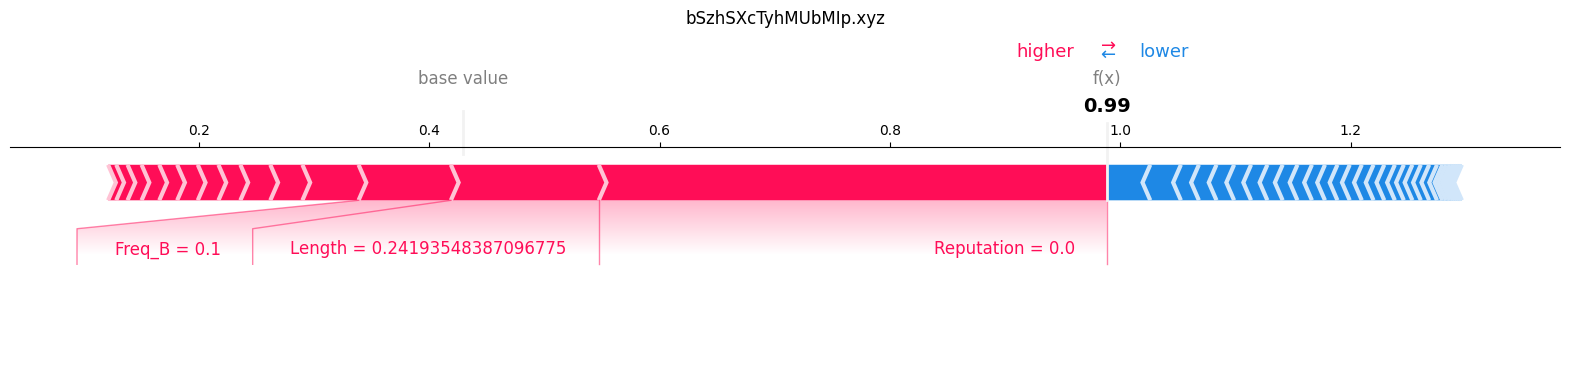 bSzhSXcTyhMUbMIp.xyz
higher → ← lower
base value f(x)
0.99
0.2 0.4 0.6 0.8 1.0 1.2
Freq_B = 0.1 Length = 0.24193548387096775 Reputation = 0.0